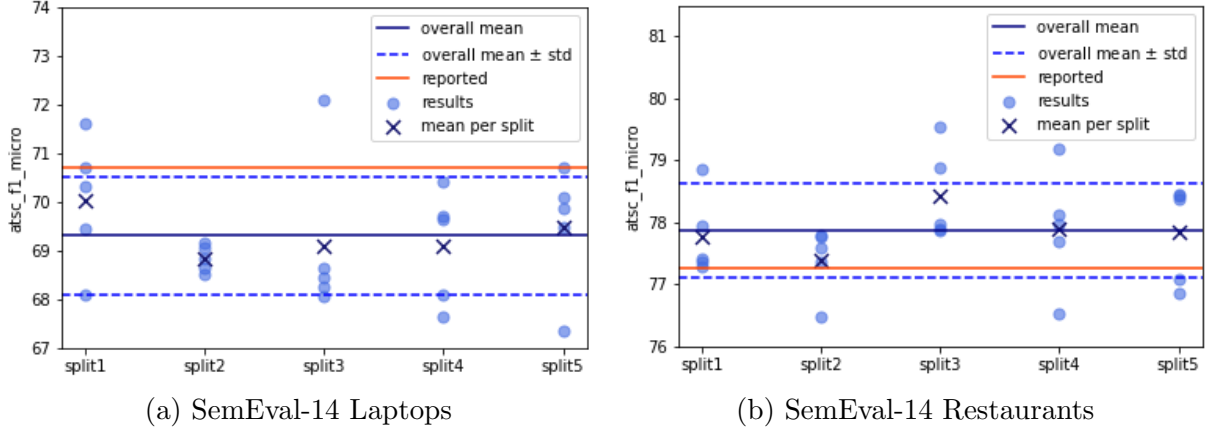 74
73
72
71
70
69
68
67
atsc_f1_micro
split1 split2 split3 split4 split5
overall mean
overall mean ± std
reported
results
mean per split
(a) SemEval-14 Laptops
81
80
79
78
77
76
atsc_f1_micro
split1 split2 split3 split4 split5
overall mean
overall mean ± std
reported
results
mean per split
(b) SemEval-14 Restaurants